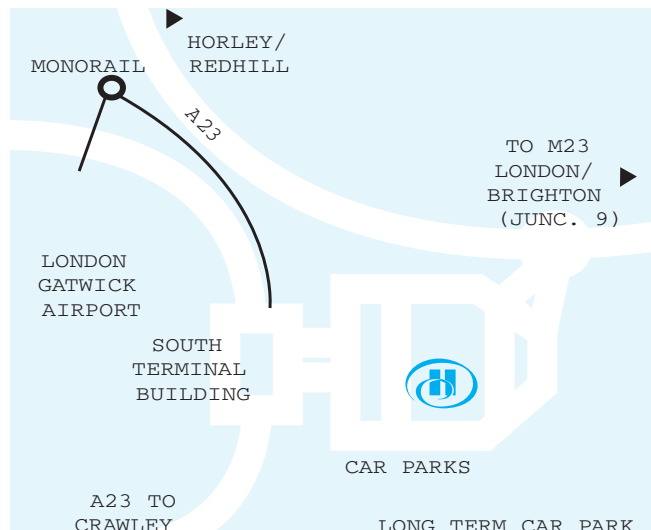 HORLEY/
REDHILL
MONORAIL
A23
TO M23
LONDON/
BRIGHTON
(JUNC. 9)
LONDON
GATWICK
AIRPORT
SOUTH
TERMINAL
BUILDING
CAR PARKS
A23 TO
CRAWLEY
LONG TERM CAR PARK